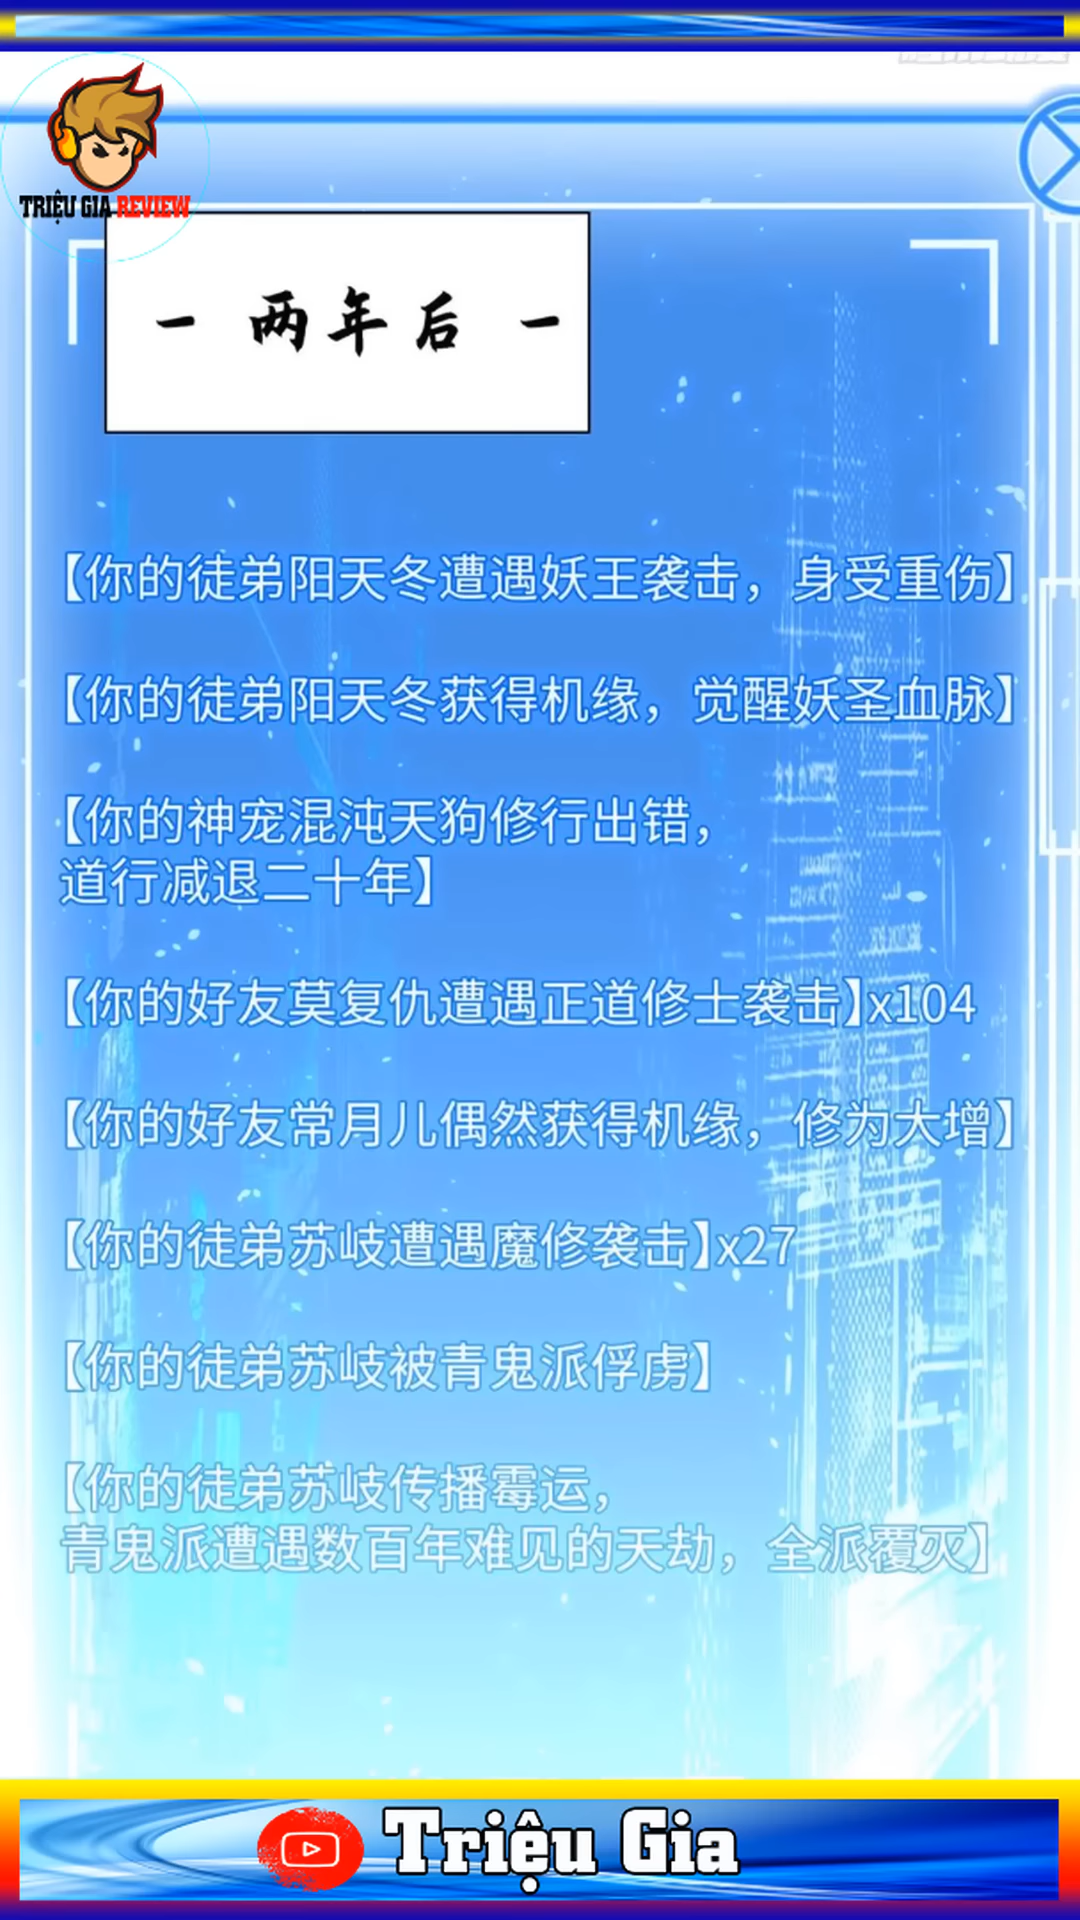 TRIỆU GIA REVIEW
- 两年后 -
【你的徒弟阳天冬遭遇妖王袭击，身受重伤】
【你的徒弟阳天冬获得机缘，觉醒妖圣血脉】
【你的神宠混沌天狗修行出错，
道行减退二十年】
【你的好友莫复仇遭遇正道修士袭击】x104
【你的好友常月儿偶然获得机缘，修为大增】
【你的徒弟苏岐遭遇魔修袭击】x27
【你的徒弟苏岐被青鬼派俘虏】
【你的徒弟苏岐传播霉运，
青鬼派遭遇数百年难见的天劫，全派覆灭】
Triệu Gia